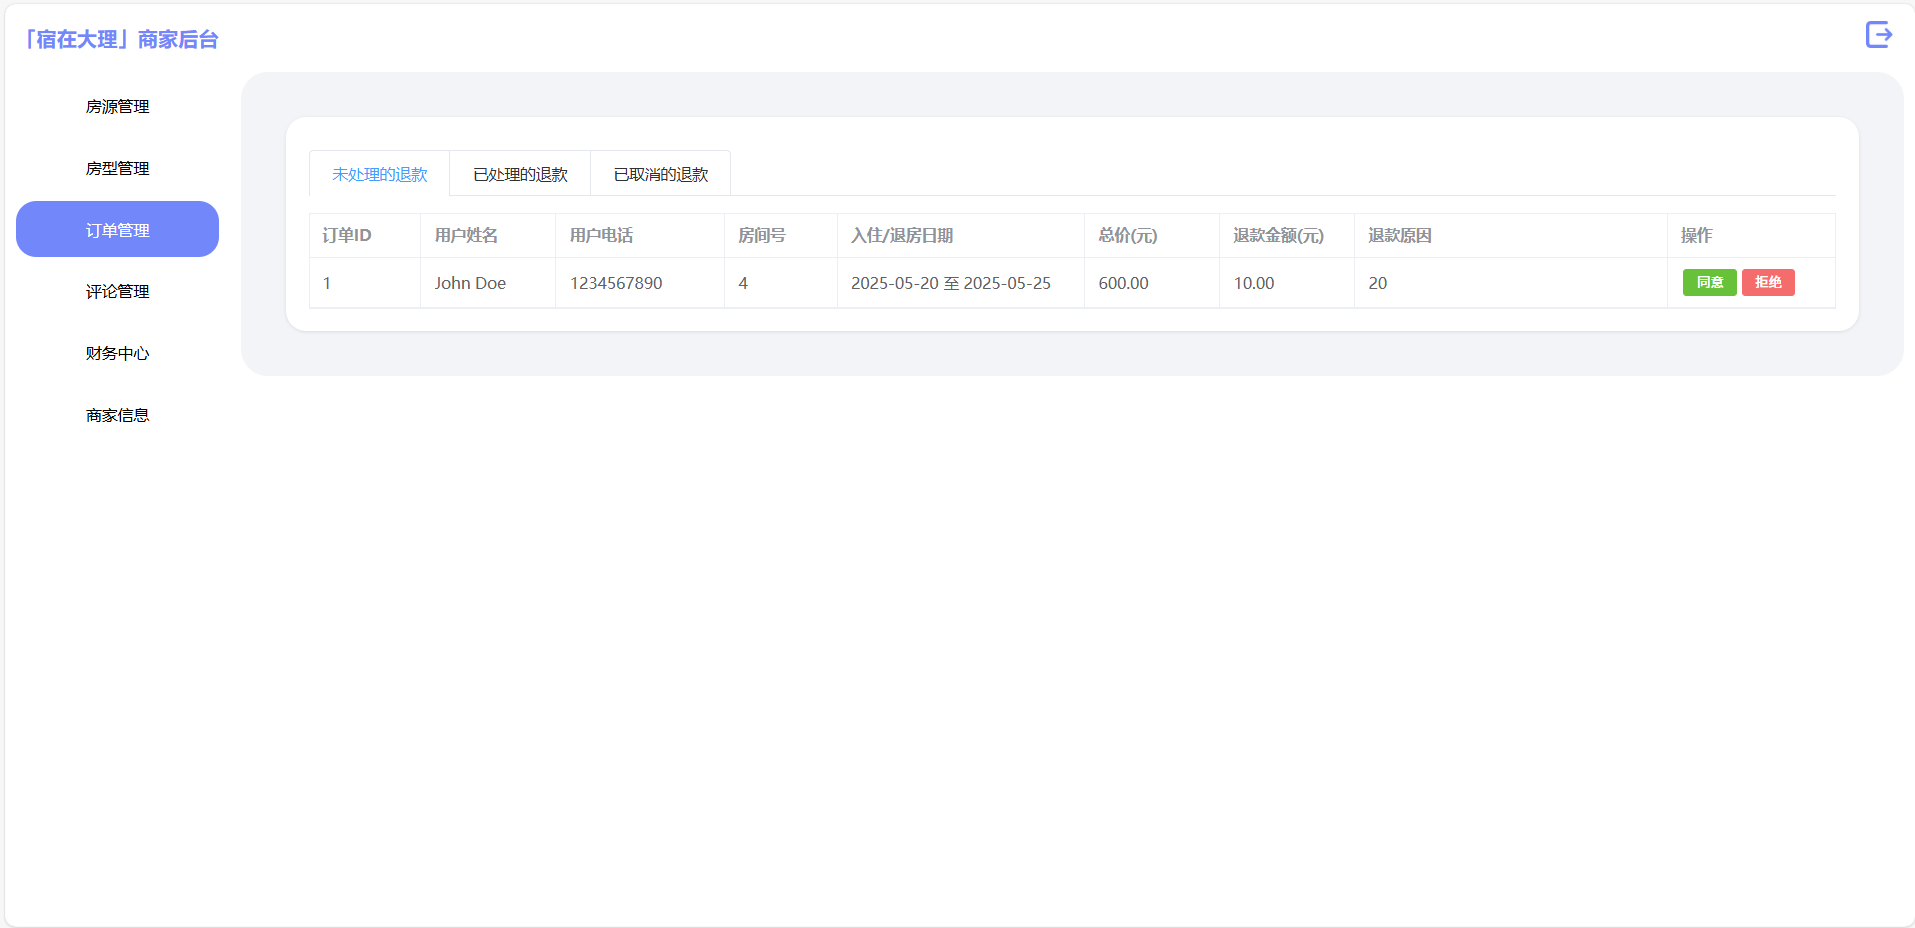 「宿在大理」商家后台
房源管理
房型管理
订单管理
评论管理
财务中心
商家信息
未处理的退款 已处理的退款 已取消的退款
订单ID 用户姓名 用户电话 房间号 入住/退房日期 总价(元) 退款金额(元) 退款原因 操作
1 John Doe 1234567890 4 2025-05-20 至 2025-05-25 600.00 10.00 20 同意 拒绝